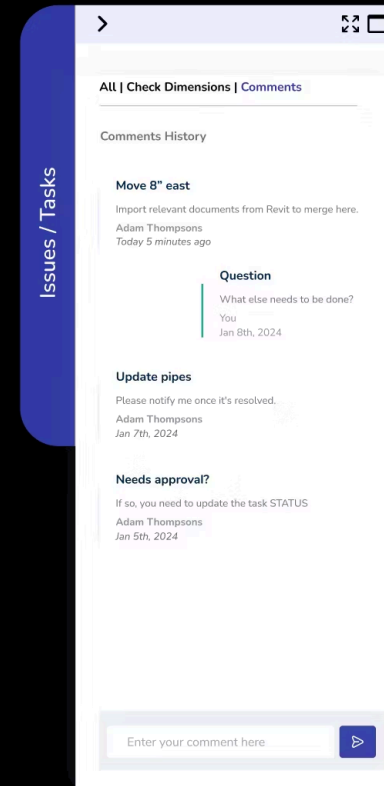 Issues / Tasks
All | Check Dimensions | Comments
Comments History
Move 8” east
Import relevant documents from Revit to merge here.
Adam Thompsons
Today 5 minutes ago
Question
What else needs to be done?
You
Jan 8th, 2024
Update pipes
Please notify me once it's resolved.
Adam Thompsons
Jan 7th, 2024
Needs approval?
If so, you need to update the task STATUS
Adam Thompsons
Jan 5th, 2024
Enter your comment here